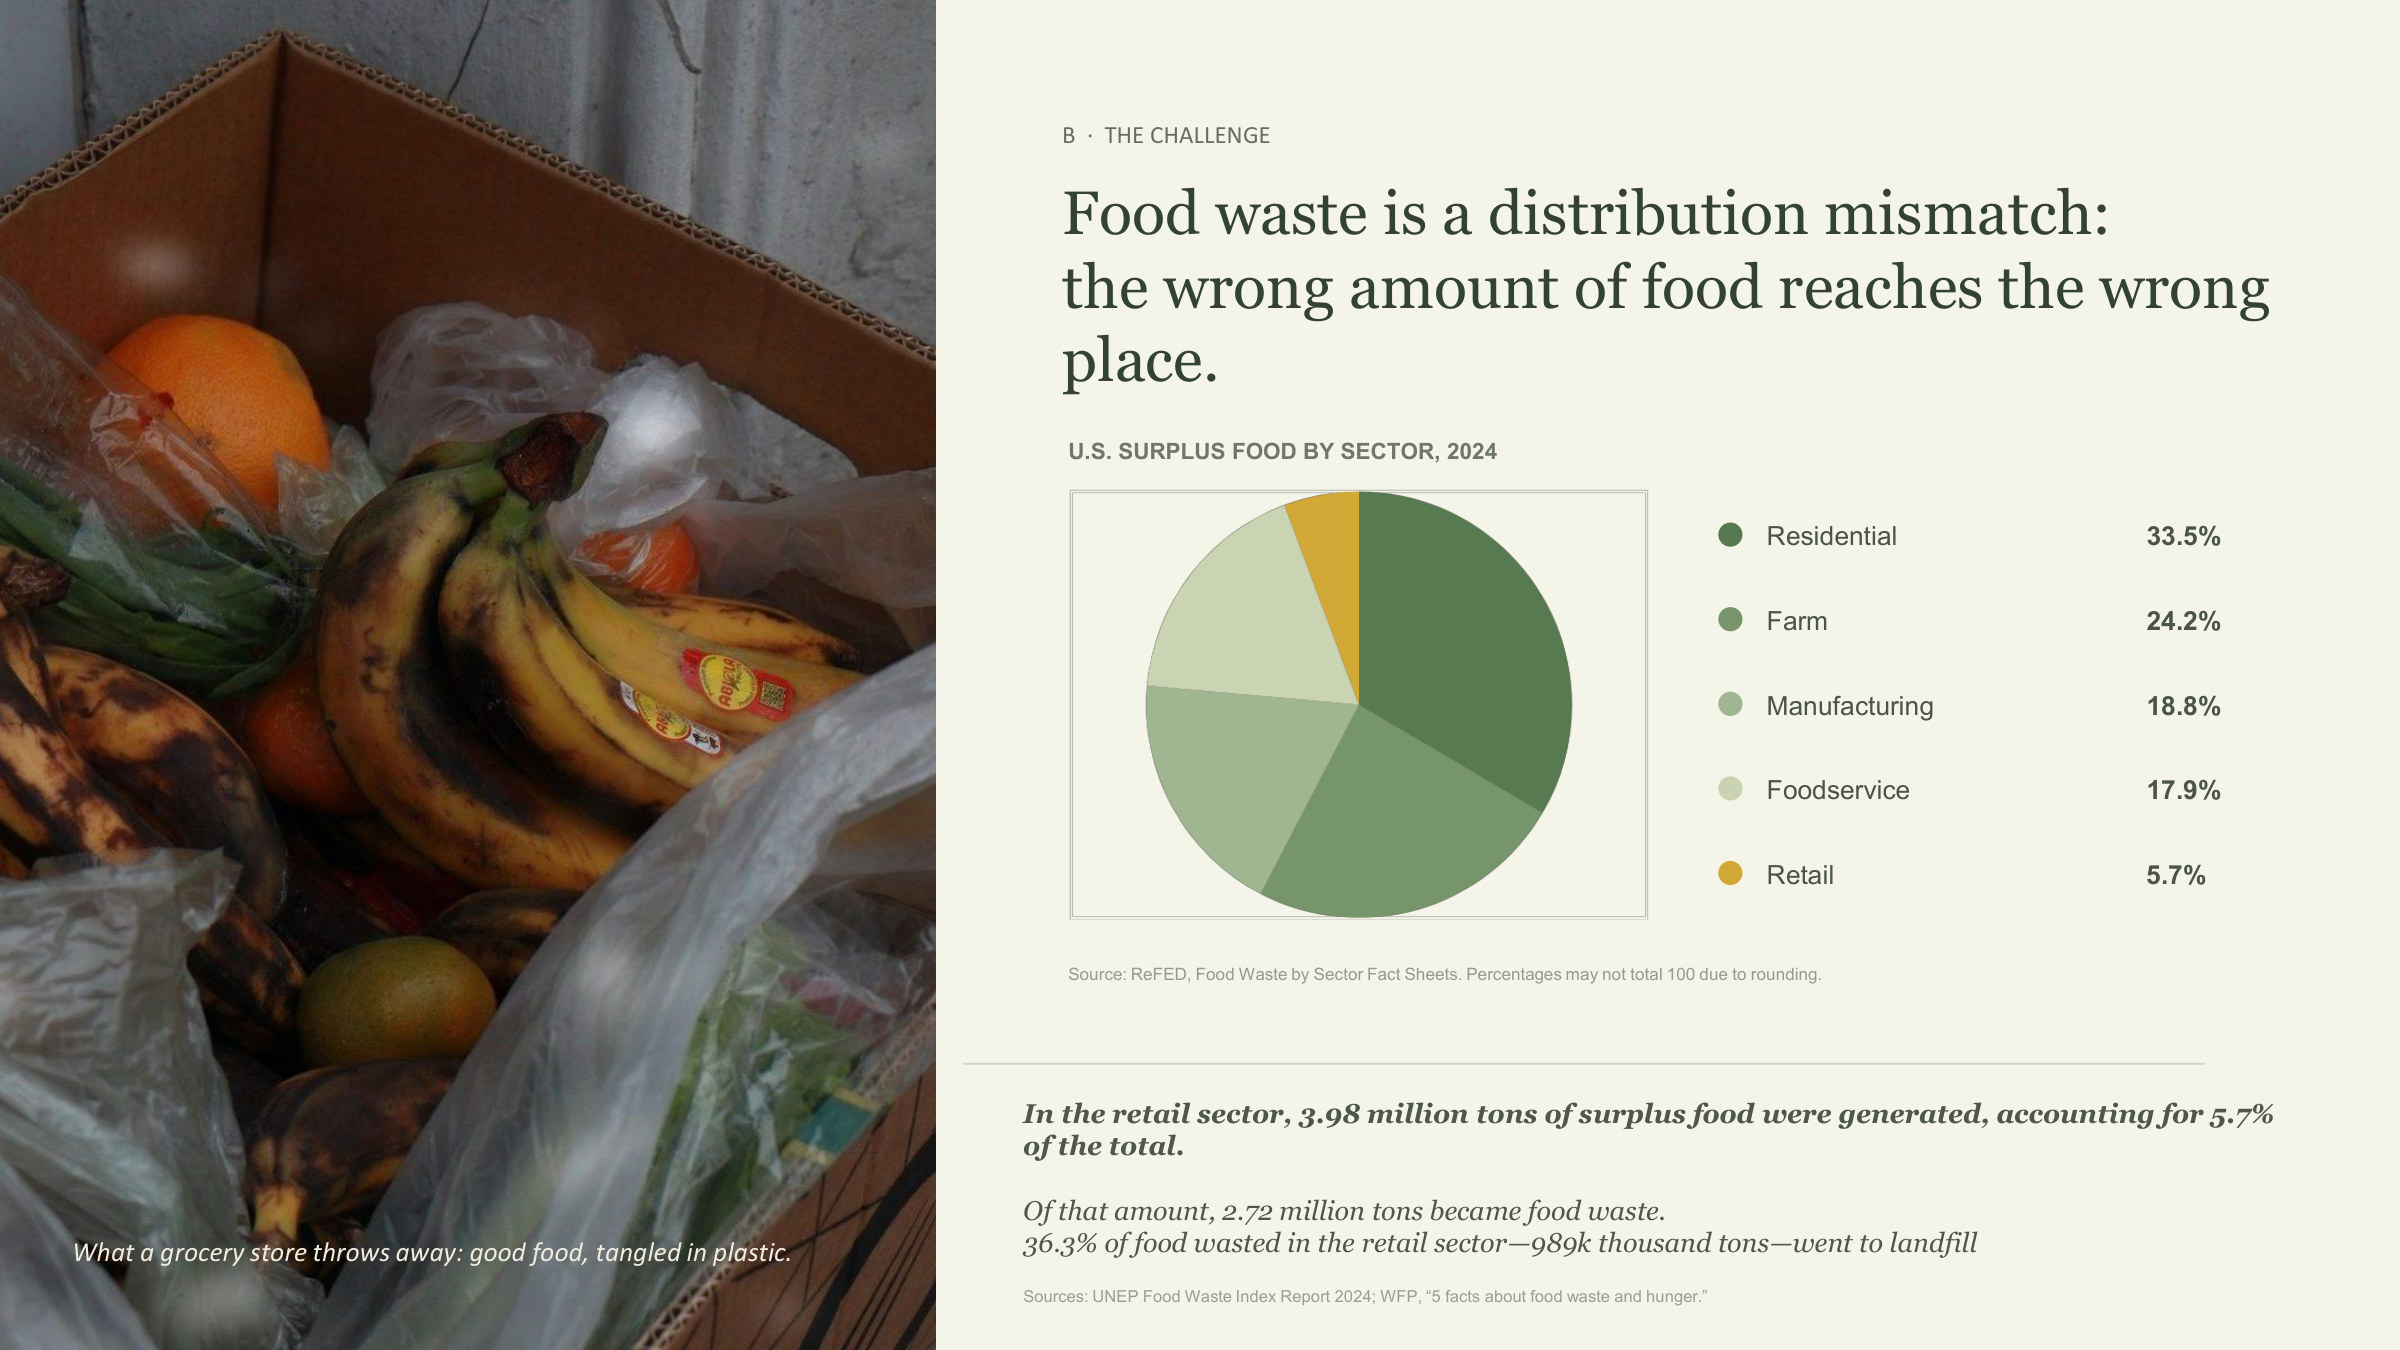 B · THE CHALLENGE
Food waste is a distribution mismatch:
the wrong amount of food reaches the wrong
place.
U.S. SURPLUS FOOD BY SECTOR, 2024
Residential 33.5%
Farm 24.2%
Manufacturing 18.8%
Foodservice 17.9%
Retail 5.7%
Source: ReFED, Food Waste by Sector Fact Sheets. Percentages may not total 100 due to rounding.
In the retail sector, 3.98 million tons of surplus food were generated, accounting for 5.7%
of the total.
Of that amount, 2.72 million tons became food waste.
36.3% of food wasted in the retail sector—989k thousand tons—went to landfill
Sources: UNEP Food Waste Index Report 2024; WFP, “5 facts about food waste and hunger.”
What a grocery store throws away: good food, tangled in plastic.